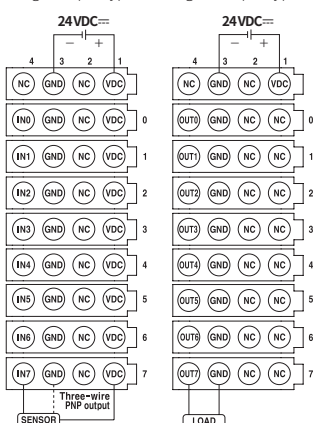 24 VDC 24 VDC
− + − +
4 3 2 1 4 3 2 1
NC GND NC VDC NC GND NC VDC
IN0 GND NC VDC 0 OUT0 GND NC NC 0
IN1 GND NC VDC 1 OUT1 GND NC NC 1
IN2 GND NC VDC 2 OUT2 GND NC NC 2
IN3 GND NC VDC 3 OUT3 GND NC NC 3
IN4 GND NC VDC 4 OUT4 GND NC NC 4
IN5 GND NC VDC 5 OUT5 GND NC NC 5
IN6 GND NC VDC 6 OUT6 GND NC NC 6
IN7 GND NC VDC 7 OUT7 GND NC NC 7
Three-wire
PNP output
SENSOR LOAD